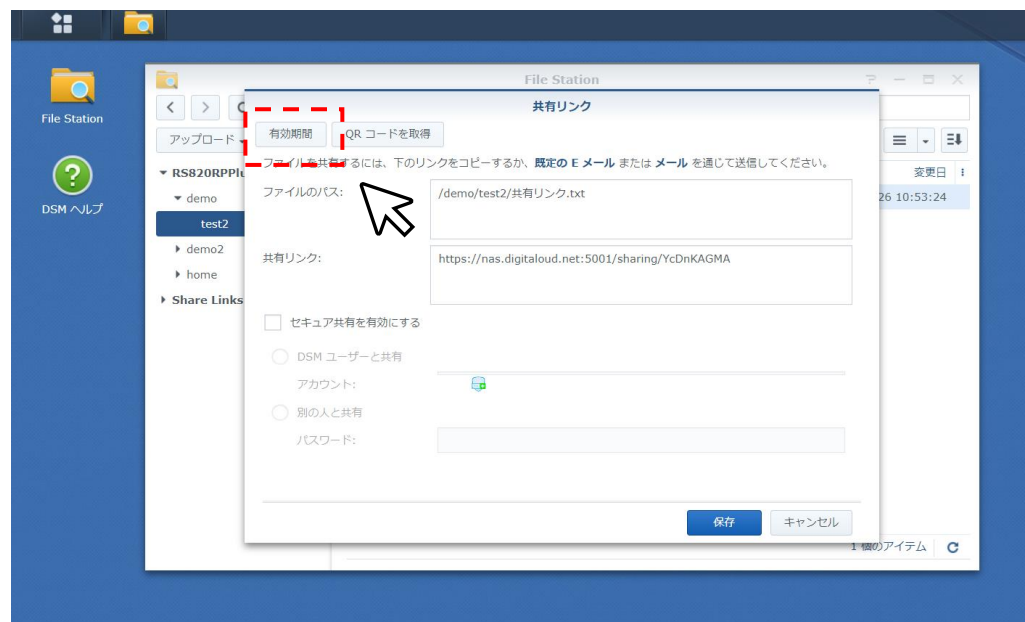 File Station
File Station
共有リンク
アップロード
有効期間
QR コードを取得
ファイルを共有するには、下のリンクをコピーするか、既定の E メール または メール を通じて送信してください。
RS820RPPlu
変更日
ファイルのパス:
/demo/test2/共有リンク.txt
demo
26 10:53:24
DSM ヘルプ
test2
demo2
共有リンク:
https://nas.digitaloud.net:5001/sharing/YcDnKAGMA
home
Share Links
セキュア共有を有効にする
DSM ユーザーと共有
アカウント:
別の人と共有
パスワード:
保存
キャンセル
1 個のアイテム